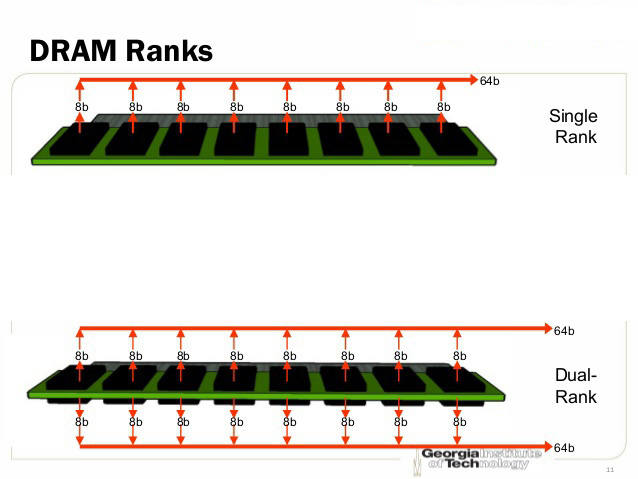 DRAM Ranks
64b
8b 8b 8b 8b 8b 8b 8b 8b
Single
Rank
64b
8b 8b 8b 8b 8b 8b 8b 8b
Dual-
Rank
8b 8b 8b 8b 8b 8b 8b 8b
64b
Georgia Institute
of Technology
11